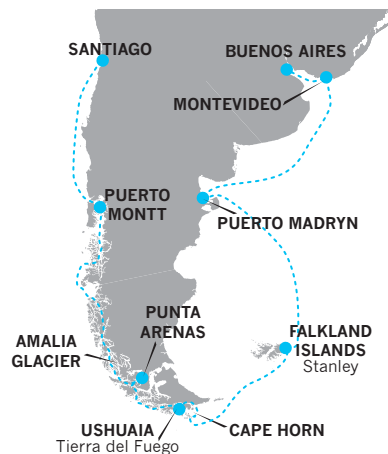 SANTIAGO
BUENOS AIRES
MONTEVIDEO
PUERTO
MONTT
PUERTO MADRYN
PUNTA
ARENAS
AMALIA
GLACIER
FALKLAND
ISLANDS
Stanley
USHUAIA
Tierra del Fuego
CAPE HORN